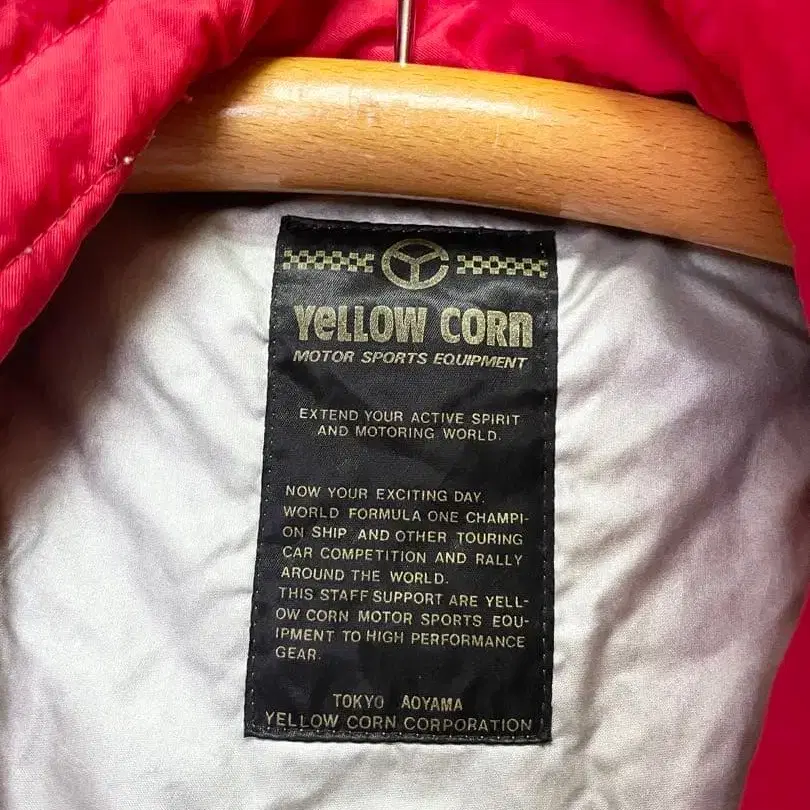 YeLLOW CORn
MOTOR SPORTS EQUIPMENT
EXTEND YOUR ACTIVE SPIRIT
AND MOTORING WORLD.
NOW YOUR EXCITING DAY.
WORLD FORMULA ONE CHAMPI-
ON SHIP AND OTHER TOURING
CAR COMPETITION AND RALLY
AROUND THE WORLD.
THIS STAFF SUPPORT ARE YELL-
OW CORN MOTOR SPORTS EQU-
IPMENT TO HIGH PERFORMANCE
GEAR.
TOKYO AOYAMA
YELLOW CORN CORPORATION